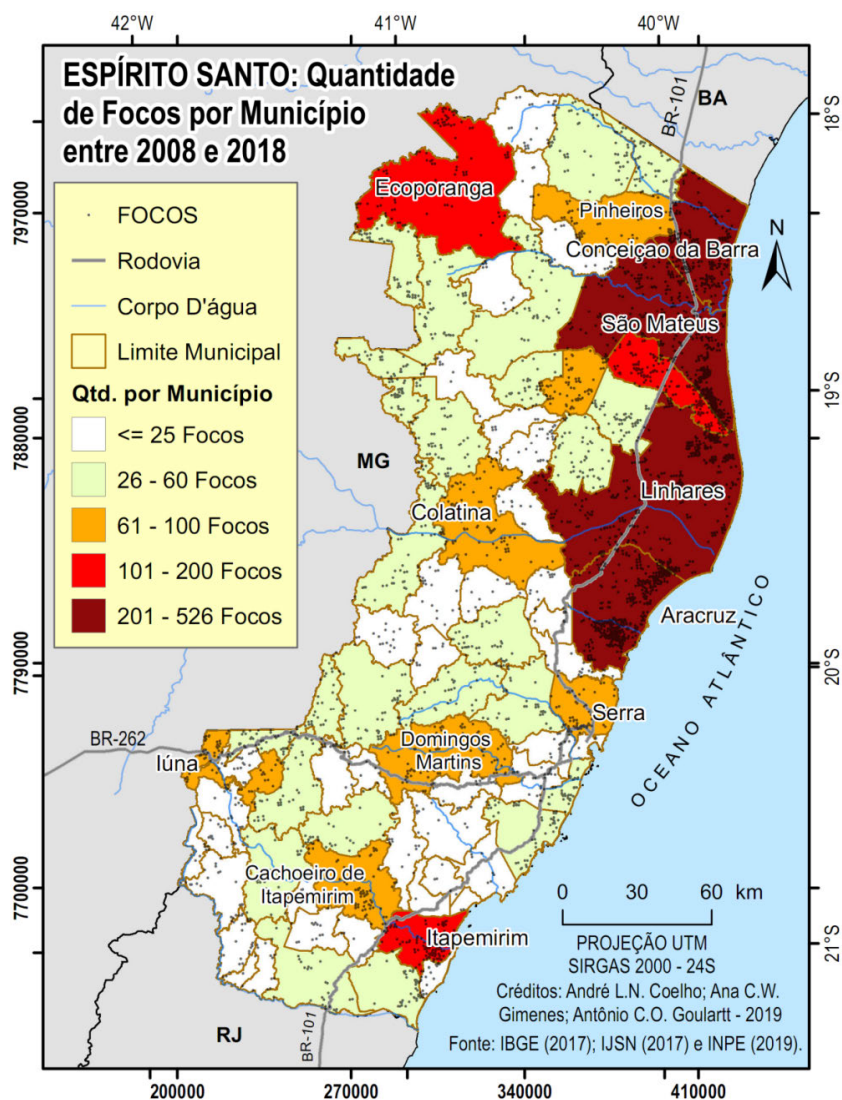 42°W
41°W
40°W
ESPÍRITO SANTO: Quantidade
de Focos por Município
entre 2008 e 2018
BA
BR-101
18°S
FOCOS
Rodovia
Corpo D'água
Limite Municipal
Qtd. por Município
<= 25 Focos
26 - 60 Focos
61 - 100 Focos
101 - 200 Focos
201 - 526 Focos
Ecoporanga
Pinheiros
Conceiçao da Barra
N
São Mateus
19°S
MG
Linhares
Colatina
Aracruz
OCEANO ATLÂNTICO
20°S
Serra
BR-262
Iúna
Domingos
Martins
Cachoeiro de
Itapemirim
Itapemirim
0 30 60 km
PROJEÇÃO UTM
SIRGAS 2000 - 24S
21°S
Créditos: André L.N. Coelho; Ana C.W.
Gimenes; Antônio C.O. Goulartt - 2019
Fonte: IBGE (2017); IJSN (2017) e INPE (2019).
RJ
BR-101
7970000
7880000
7790000
7700000
200000
270000
340000
410000